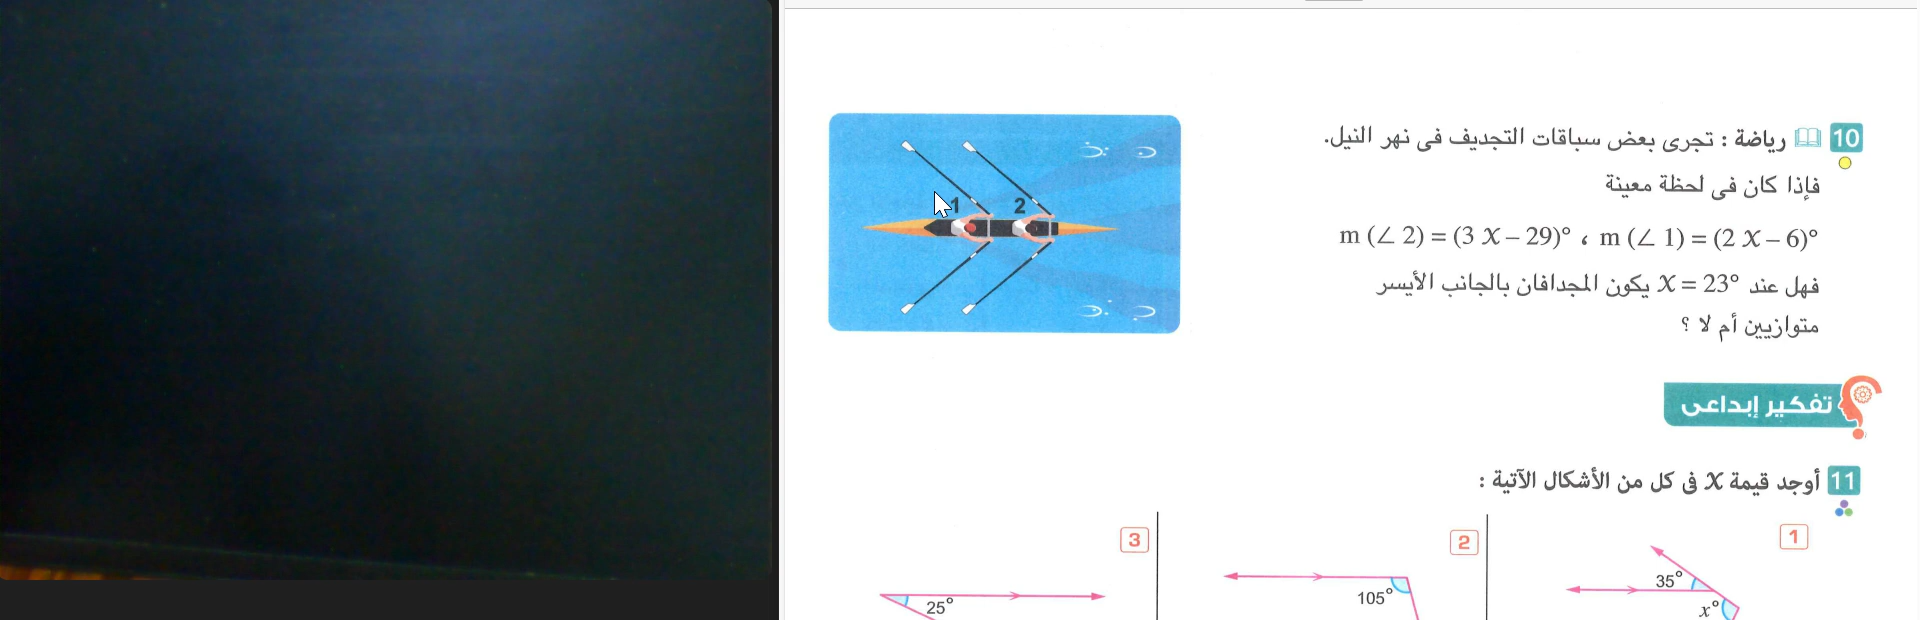 10 رياضة : تجرى بعض سباقات التجديف فى نهر النيل.
فإذا كان فى لحظة معينة
m (∠ 2) = (3 X – 29)° ، m (∠ 1) = (2 X – 6)°
فهل عند X = 23° يكون المجدافان بالجانب الأيسر
متوازيين أم لا ؟
1 2
تفكير إبداعى
11 أوجد قيمة X فى كل من الأشكال الآتية :
1
35°
x°
2
105°
3
25°